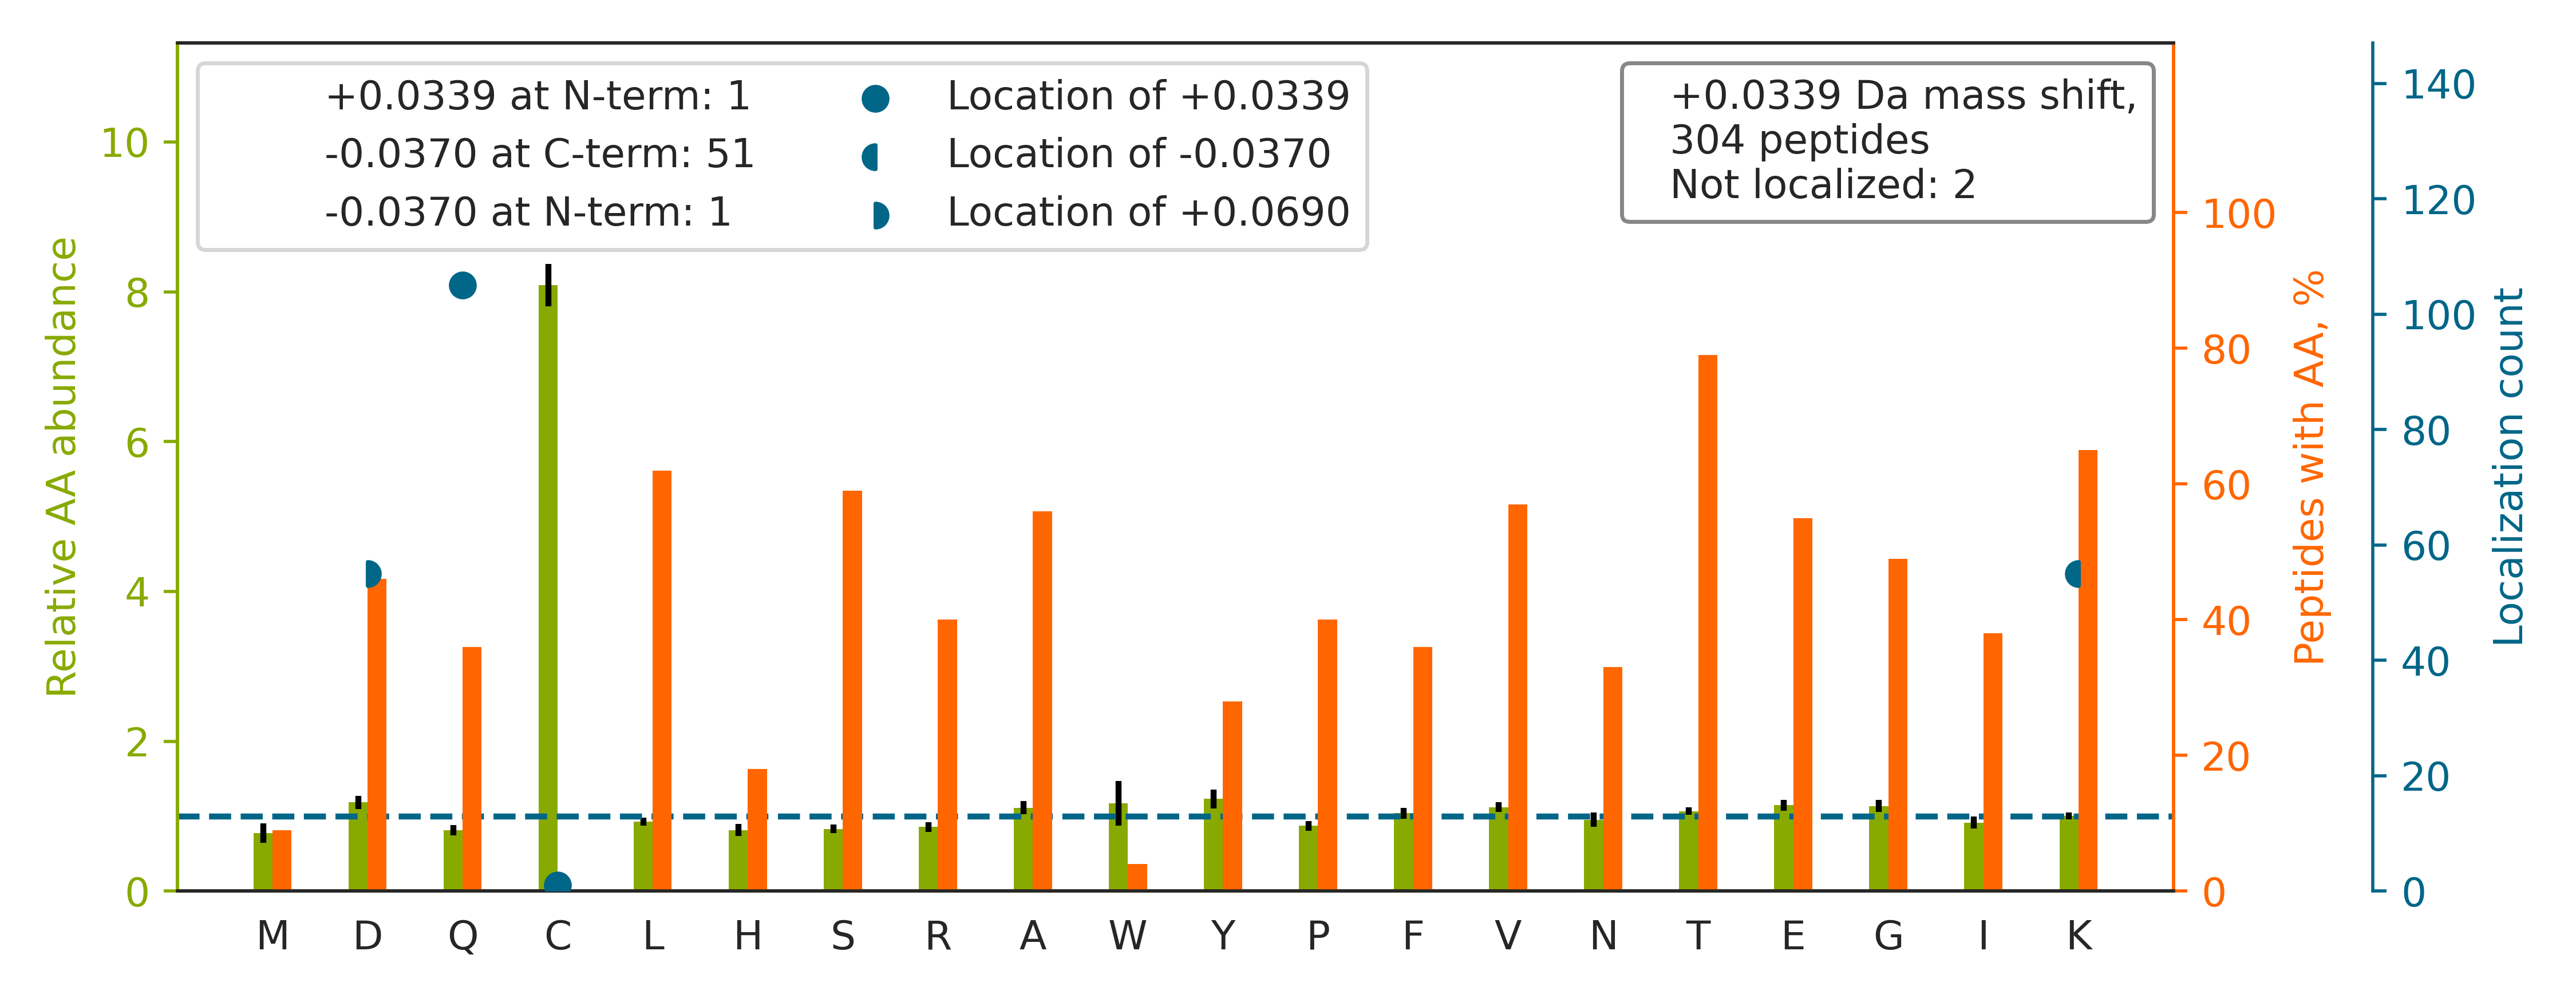 +0.0339 at N-term: 1
-0.0370 at C-term: 51
-0.0370 at N-term: 1
Location of +0.0339
Location of -0.0370
Location of +0.0690
+0.0339 Da mass shift,
304 peptides
Not localized: 2
Relative AA abundance
10
8
6
4
2
0
Peptides with AA, %
100
80
60
40
20
0
Localization count
140
120
100
80
60
40
20
0
M D Q C L H S R A W Y P F V N T E G I K